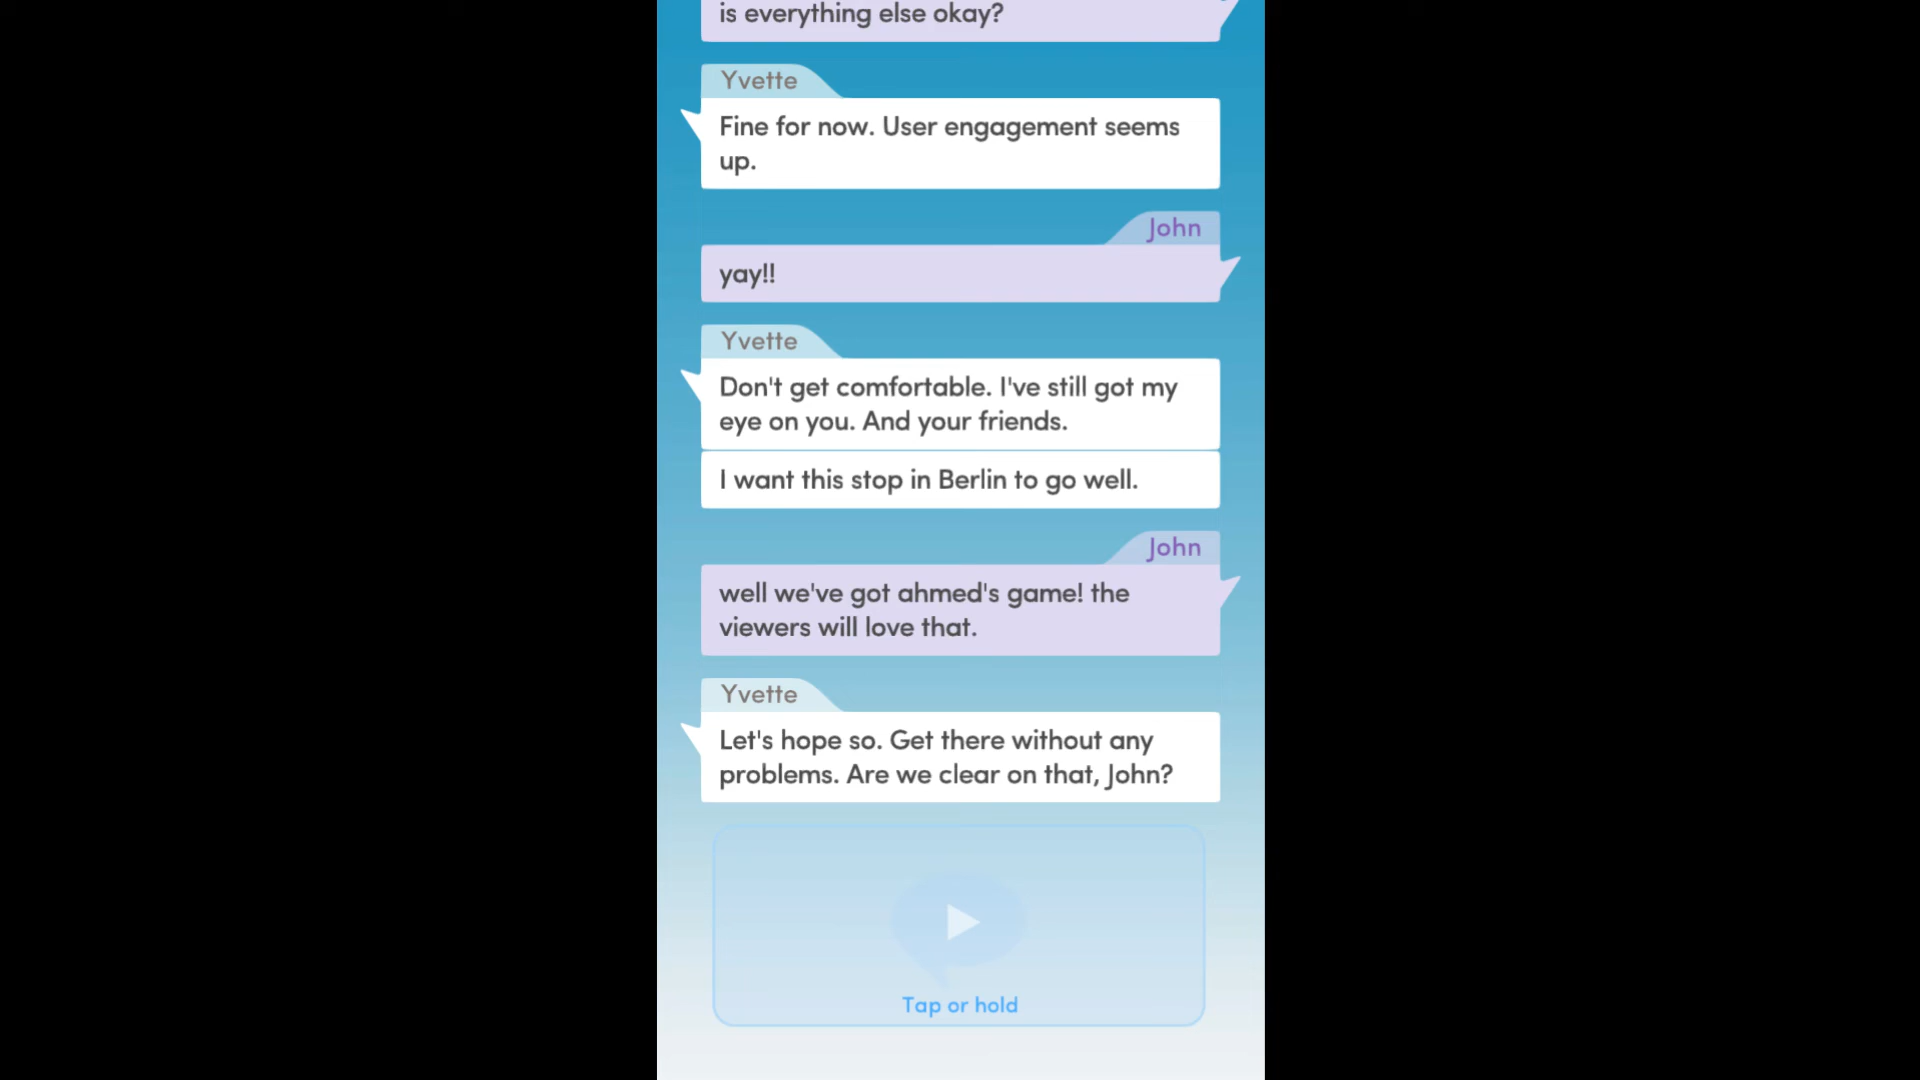 is everything else okay?
Yvette
Fine for now. User engagement seems
up.
John
yay!!
Yvette
Don't get comfortable. I've still got my
eye on you. And your friends.
I want this stop in Berlin to go well.
John
well we've got ahmed's game! the
viewers will love that.
Yvette
Let's hope so. Get there without any
problems. Are we clear on that, John?
Tap or hold